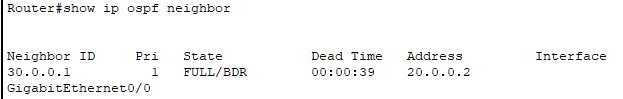 Router#show ip ospf neighbor
Neighbor ID     Pri   State           Dead Time   Address         Interface
30.0.0.1          1   FULL/BDR        00:00:39    20.0.0.2
GigabitEthernet0/0